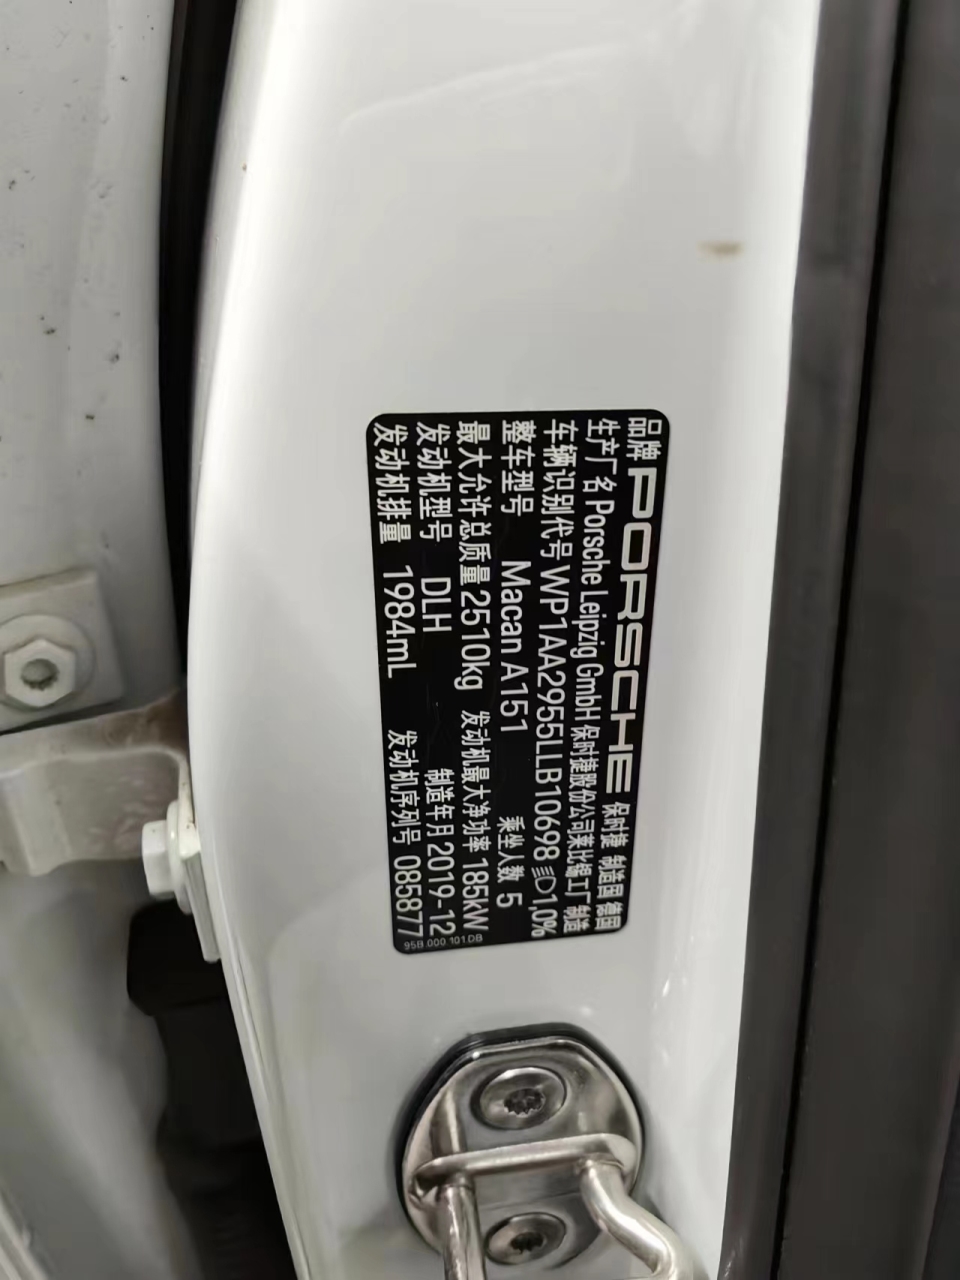 品牌 PORSCHE 保时捷 制造国 德国
生产厂名 Porsche Leipzig GmbH 保时捷股份公司莱比锡工厂 制造
车辆识别代号 WP1AA2955LLB10698 1,0%
整车型号 Macan A151 乘坐人数 5
最大允许总质量 2510kg 发动机最大净功率 185kW
发动机型号 DLH 制造年月 2019-12
发动机排量 1984mL 发动机序列号 085877
95B.000 101.DB